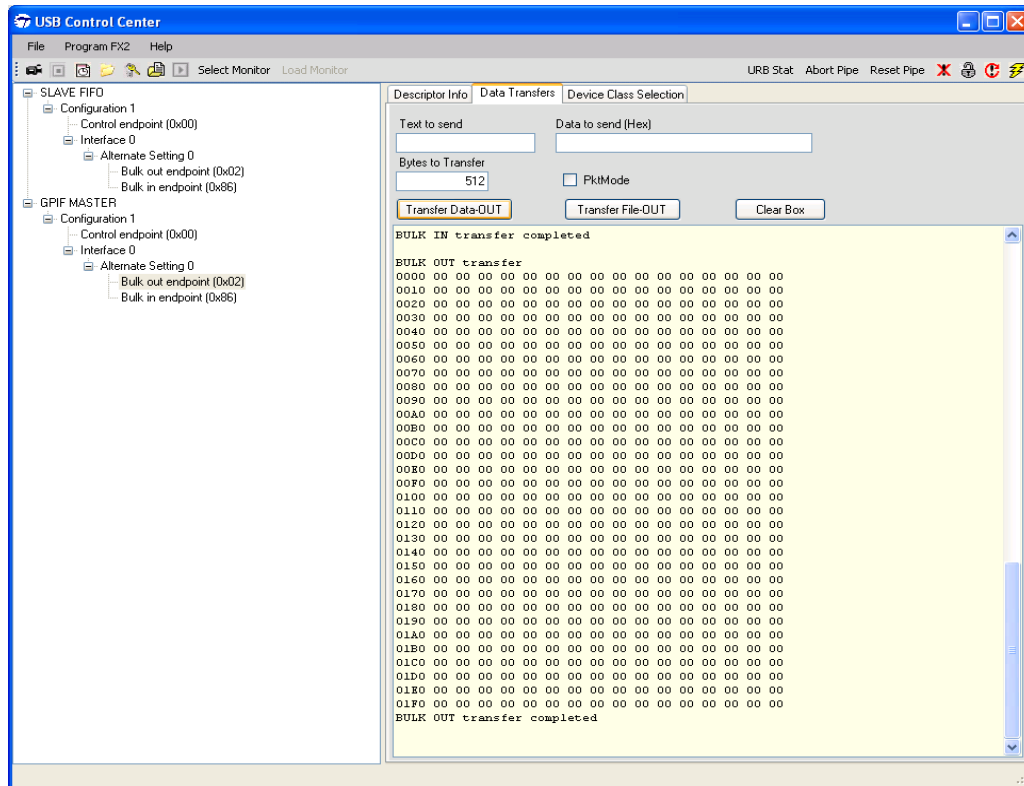 USB Control Center
File Program FX2 Help
Select Monitor Load Monitor URB Stat Abort Pipe Reset Pipe
SLAVE FIFO
Configuration 1
Control endpoint (0x00)
Interface 0
Alternate Setting 0
Bulk out endpoint (0x02)
Bulk in endpoint (0x86)
GPIF MASTER
Configuration 1
Control endpoint (0x00)
Interface 0
Alternate Setting 0
Bulk out endpoint (0x02)
Bulk in endpoint (0x86)
Descriptor Info Data Transfers Device Class Selection
Text to send Data to send (Hex)
Bytes to Transfer
512 PktMode
Transfer Data-OUT Transfer File-OUT Clear Box
BULK IN transfer completed
BULK OUT transfer
0000 00 00 00 00 00 00 00 00 00 00 00 00 00 00 00 00
0010 00 00 00 00 00 00 00 00 00 00 00 00 00 00 00 00
0020 00 00 00 00 00 00 00 00 00 00 00 00 00 00 00 00
0030 00 00 00 00 00 00 00 00 00 00 00 00 00 00 00 00
0040 00 00 00 00 00 00 00 00 00 00 00 00 00 00 00 00
0050 00 00 00 00 00 00 00 00 00 00 00 00 00 00 00 00
0060 00 00 00 00 00 00 00 00 00 00 00 00 00 00 00 00
0070 00 00 00 00 00 00 00 00 00 00 00 00 00 00 00 00
0080 00 00 00 00 00 00 00 00 00 00 00 00 00 00 00 00
0090 00 00 00 00 00 00 00 00 00 00 00 00 00 00 00 00
00A0 00 00 00 00 00 00 00 00 00 00 00 00 00 00 00 00
00B0 00 00 00 00 00 00 00 00 00 00 00 00 00 00 00 00
00C0 00 00 00 00 00 00 00 00 00 00 00 00 00 00 00 00
00D0 00 00 00 00 00 00 00 00 00 00 00 00 00 00 00 00
00E0 00 00 00 00 00 00 00 00 00 00 00 00 00 00 00 00
00F0 00 00 00 00 00 00 00 00 00 00 00 00 00 00 00 00
0100 00 00 00 00 00 00 00 00 00 00 00 00 00 00 00 00
0110 00 00 00 00 00 00 00 00 00 00 00 00 00 00 00 00
0120 00 00 00 00 00 00 00 00 00 00 00 00 00 00 00 00
0130 00 00 00 00 00 00 00 00 00 00 00 00 00 00 00 00
0140 00 00 00 00 00 00 00 00 00 00 00 00 00 00 00 00
0150 00 00 00 00 00 00 00 00 00 00 00 00 00 00 00 00
0160 00 00 00 00 00 00 00 00 00 00 00 00 00 00 00 00
0170 00 00 00 00 00 00 00 00 00 00 00 00 00 00 00 00
0180 00 00 00 00 00 00 00 00 00 00 00 00 00 00 00 00
0190 00 00 00 00 00 00 00 00 00 00 00 00 00 00 00 00
01A0 00 00 00 00 00 00 00 00 00 00 00 00 00 00 00 00
01B0 00 00 00 00 00 00 00 00 00 00 00 00 00 00 00 00
01C0 00 00 00 00 00 00 00 00 00 00 00 00 00 00 00 00
01D0 00 00 00 00 00 00 00 00 00 00 00 00 00 00 00 00
01E0 00 00 00 00 00 00 00 00 00 00 00 00 00 00 00 00
01F0 00 00 00 00 00 00 00 00 00 00 00 00 00 00 00 00
BULK OUT transfer completed